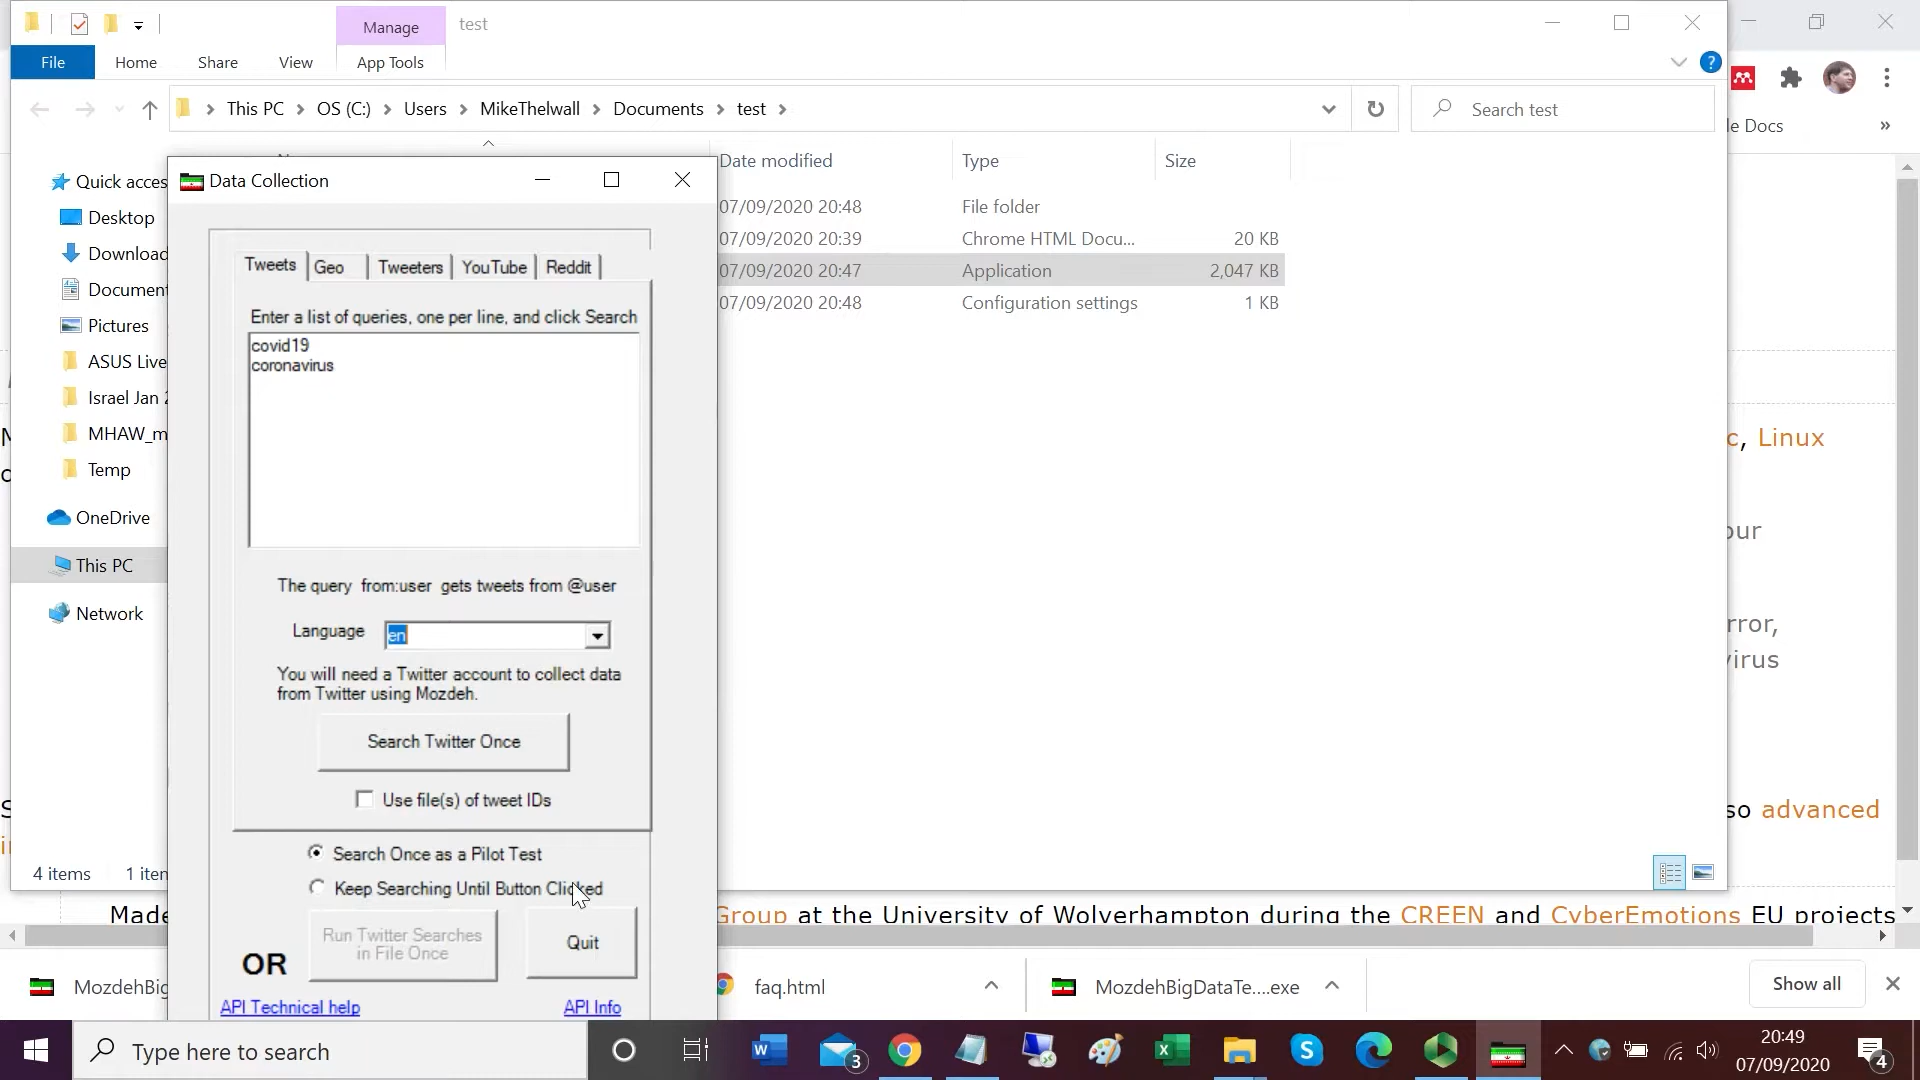 Manage
test
File
Home
Share
View
App Tools
This PC
OS (C:)
Users
MikeThelwall
Documents
test
Search test
le Docs
»
Date modified
Type
Size
Quick acces
Desktop
Download
Document
Pictures
ASUS Live
Israel Jan 2
MHAW_m
Temp
OneDrive
This PC
Network
07/09/2020 20:48
File folder
07/09/2020 20:39
Chrome HTML Docu...
20 KB
07/09/2020 20:47
Application
2,047 KB
07/09/2020 20:48
Configuration settings
1 KB
Data Collection
Tweets
Geo
Tweeters
YouTube
Reddit
Enter a list of queries, one per line, and click Search
covid19
coronavirus
The query from:user gets tweets from @user
Language
en
You will need a Twitter account to collect data
from Twitter using Mozdeh.
Search Twitter Once
Use file(s) of tweet IDs
Search Once as a Pilot Test
Keep Searching Until Button Clicked
Run Twitter Searches
in File Once
Quit
OR
API Technical help
API Info
c, Linux
our
rror,
virus
so advanced
4 items
1 iten
Made
Group at the University of Wolverhampton during the CREEN and CyberEmotions EU projects
MozdehBig
faq.html
MozdehBigDataTe....exe
Show all
Type here to search
3
20:49
07/09/2020
4